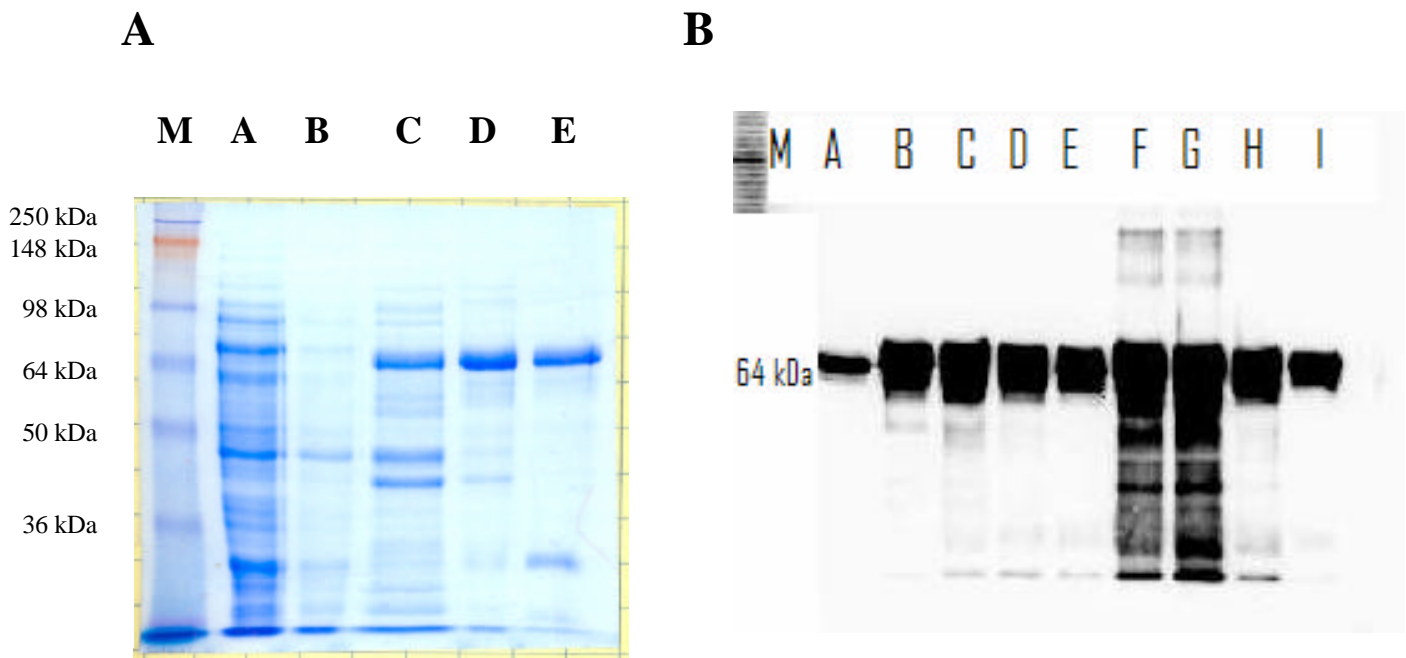 A
B
M A B C D E
M A B C D E F G H I
250 kDa
148 kDa
98 kDa
64 kDa
50 kDa
36 kDa
64 kDa